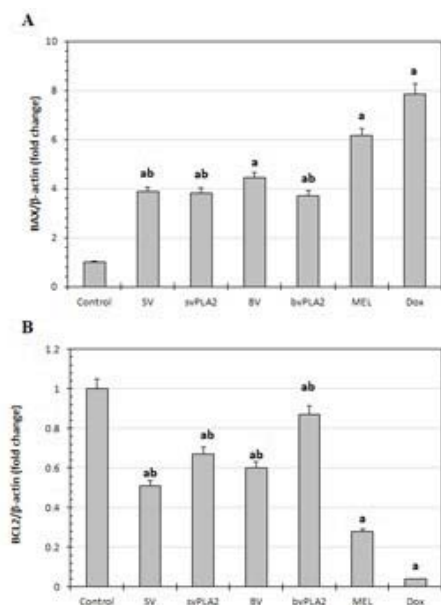 A
BAX/β-actin (fold change)
10
8
6
4
2
0
ab
ab
a
ab
a
a
Control SV svPLA2 BV bvPLA2 MEL Dox
B
BCL2/β-actin (fold change)
1.2
1
0.8
0.6
0.4
0.2
0
ab
ab
ab
ab
a
a
Control SV svPLA2 BV bvPLA2 MEL Dox